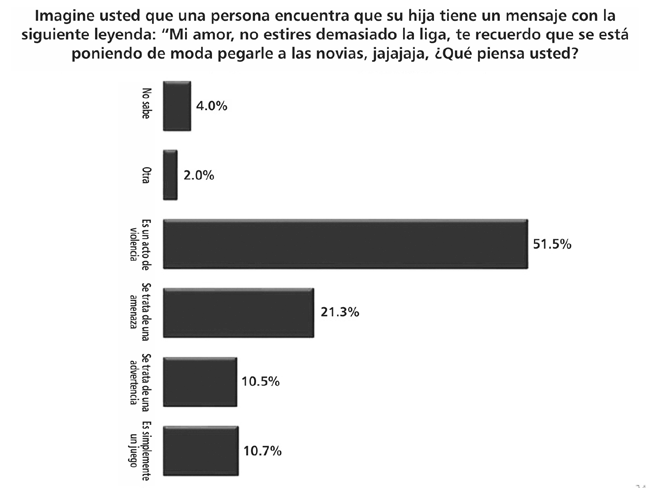 Imagine usted que una persona encuentra que su hija tiene un mensaje con la
siguiente leyenda: “Mi amor, no estires demasiado la liga, te recuerdo que se está
poniendo de moda pegarle a las novias, jajajaja, ¿Qué piensa usted?
No sabe
4.0%
Otra
2.0%
Es un acto de
violencia
51.5%
Se trata de una
amenaza
21.3%
Se trata de una
advertencia
10.5%
Es simplemente
un juego
10.7%